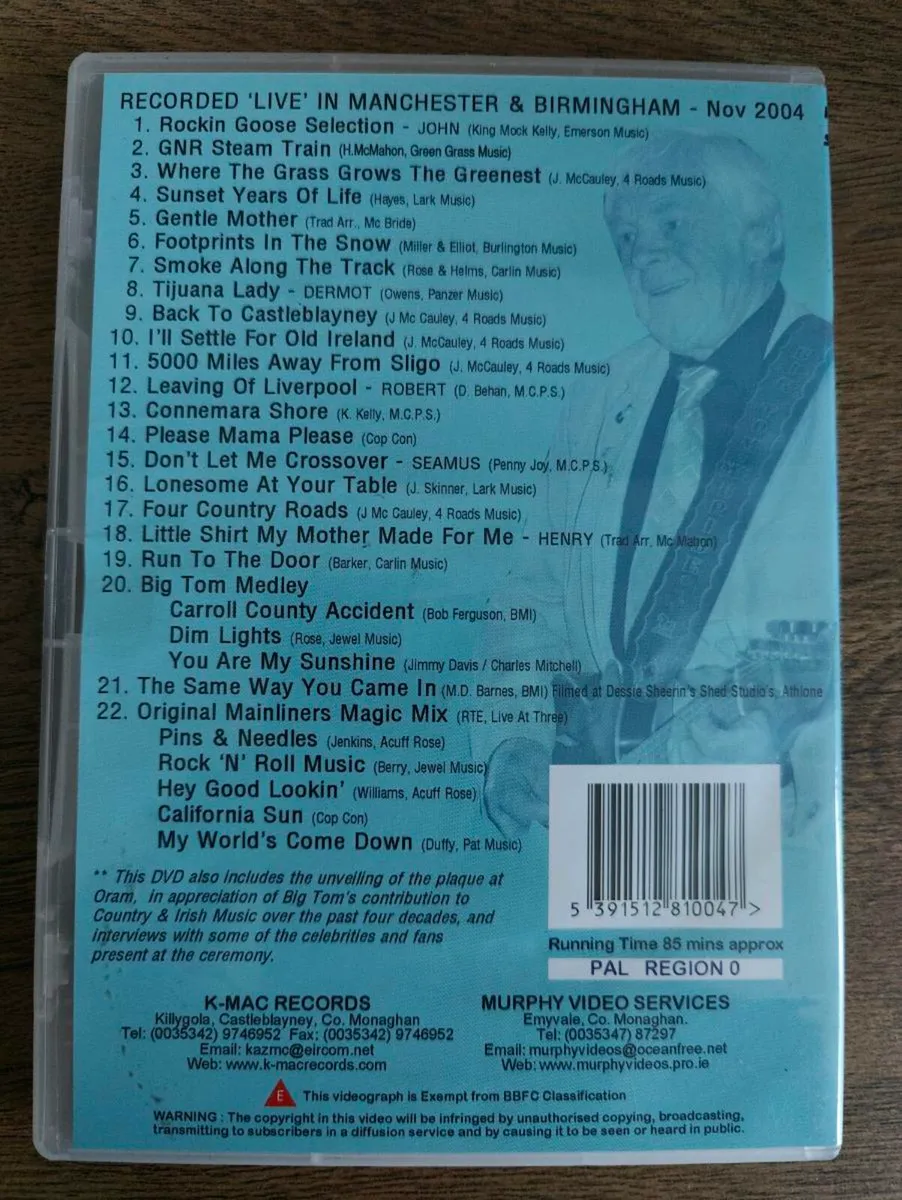 RECORDED 'LIVE' IN MANCHESTER & BIRMINGHAM - Nov 2004
1. Rockin Goose Selection - JOHN (King Mock Kelly, Emerson Music)
2. GNR Steam Train (H.McMahon, Green Grass Music)
3. Where The Grass Grows The Greenest (J. McCauley, 4 Roads Music)
4. Sunset Years Of Life (Hayes, Lark Music)
5. Gentle Mother (Trad Arr., Mc Bride)
6. Footprints In The Snow (Miller & Elliot, Burlington Music)
7. Smoke Along The Track (Rose & Helms, Carlin Music)
8. Tijuana Lady - DERMOT (Owens, Panzer Music)
9. Back To Castleblayney (J Mc Cauley, 4 Roads Music)
10. I'll Settle For Old Ireland (J. McCauley, 4 Roads Music)
11. 5000 Miles Away From Sligo (J. McCauley, 4 Roads Music)
12. Leaving Of Liverpool - ROBERT (D. Behan, M.C.P.S.)
13. Connemara Shore (K. Kelly, M.C.P.S.)
14. Please Mama Please (Cop Con)
15. Don't Let Me Crossover - SEAMUS (Penny Joy, M.C.P.S.)
16. Lonesome At Your Table (J. Skinner, Lark Music)
17. Four Country Roads (J Mc Cauley, 4 Roads Music)
18. Little Shirt My Mother Made For Me - HENRY (Trad Arr, Mc Mahon)
19. Run To The Door (Barker, Carlin Music)
20. Big Tom Medley
Carroll County Accident (Bob Ferguson, BMI)
Dim Lights (Rose, Jewel Music)
You Are My Sunshine (Jimmy Davis / Charles Mitchell)
21. The Same Way You Came In (M.D. Barnes, BMI) Filmed at Dessie Sheerin's Shed Studio's, Athlone
22. Original Mainliners Magic Mix (RTE, Live At Three)
Pins & Needles (Jenkins, Acuff Rose)
Rock 'N' Roll Music (Berry, Jewel Music)
Hey Good Lookin' (Williams, Acuff Rose)
California Sun (Cop Con)
My World's Come Down (Duffy, Pat Music)
** This DVD also includes the unveiling of the plaque at
Oram, in appreciation of Big Tom's contribution to
Country & Irish Music over the past four decades, and
interviews with some of the celebrities and fans
present at the ceremony.
5 391512 810047 >
Running Time 85 mins approx
PAL REGION 0
K-MAC RECORDS
Killygola, Castleblayney, Co. Monaghan
Tel: (0035342) 9746952 Fax: (0035342) 9746952
Email: kazmc@eircom.net
Web: www.k-macrecords.com
MURPHY VIDEO SERVICES
Emyvale, Co. Monaghan.
Tel: (0035347) 87297
Email: murphyvideos@oceanfree.net
Web: www.murphyvideos.pro.ie
E This videograph is Exempt from BBFC Classification
WARNING : The copyright in this video will be infringed by unauthorised copying, broadcasting,
transmitting to subscribers in a diffusion service and by causing it to be seen or heard in public.